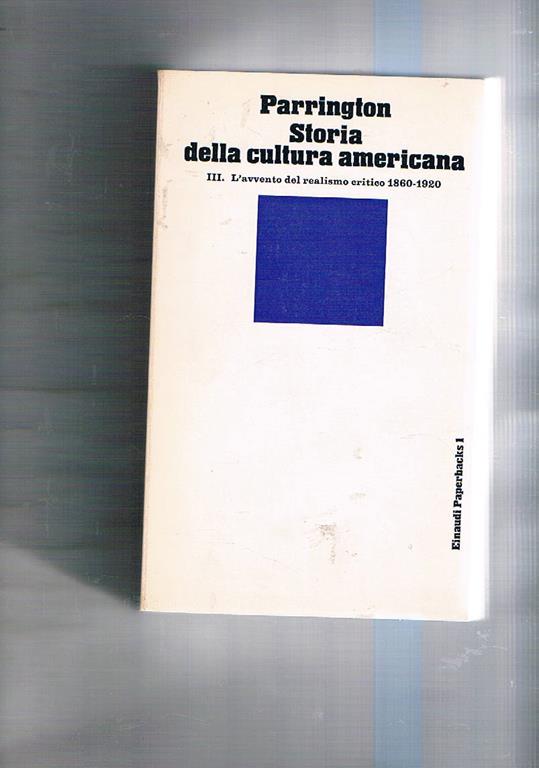 Parrington
Storia
della cultura americana
III. L'avvento del realismo critico 1860-1920
Einaudi Paperbacks 1